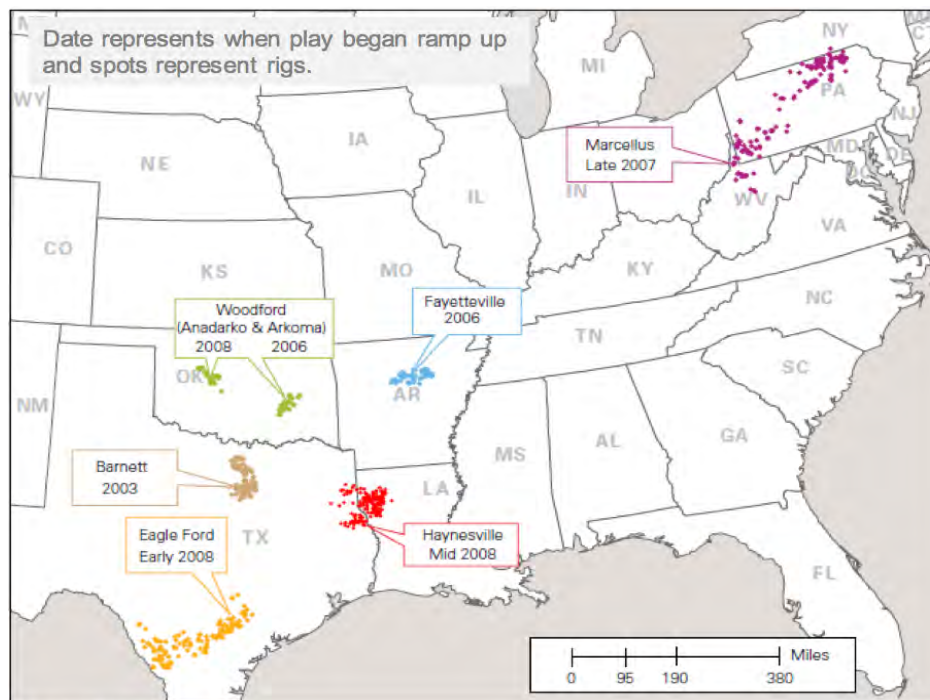 Date represents when play began ramp up
and spots represent rigs.
NY
MI
WY
PA
IA
NJ
NE
Marcellus
Late 2007
MD
DE
DC
IL
IN
WV
CO
VA
KS
MO
KY
Woodford
(Anadarko & Arkoma)
2008 2006
Fayetteville
2006
NC
TN
OK
SC
NM
AR
MS
AL
GA
Barnett
2003
LA
Eagle Ford
Early 2008
TX
Haynesville
Mid 2008
FL
Miles
0 95 190 380